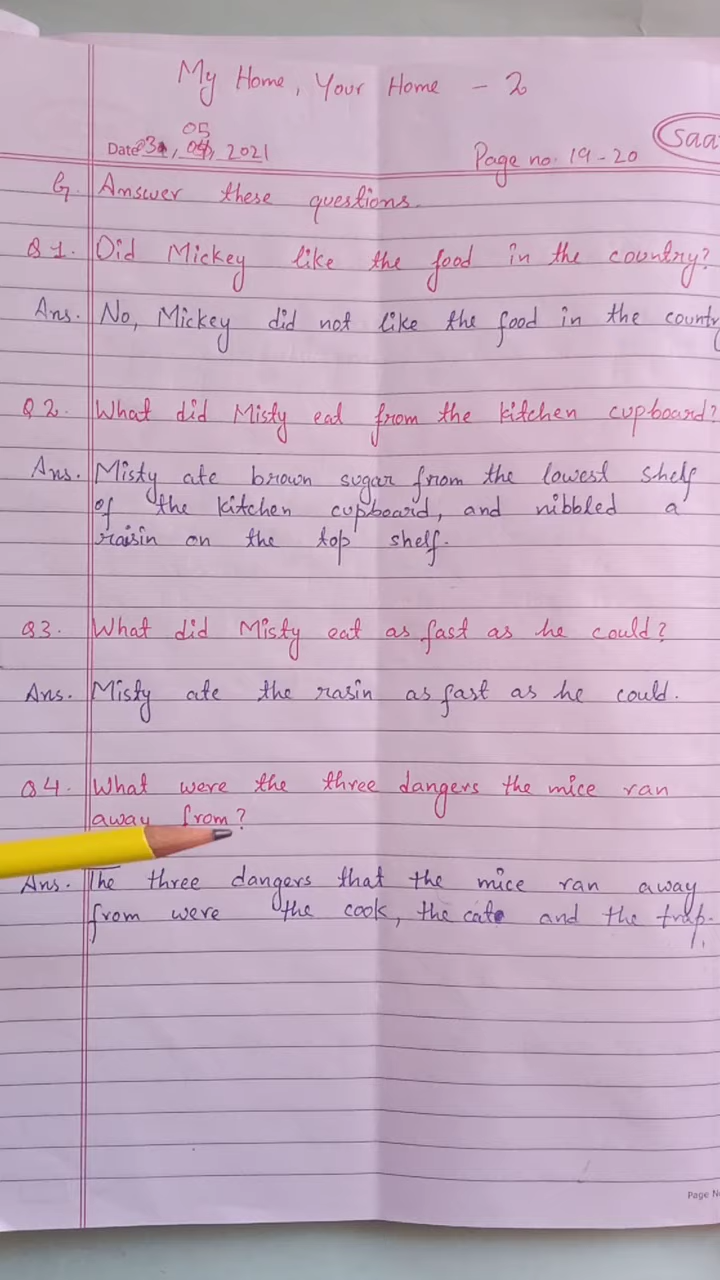 My Home, Your Home - 2
05
Date 3, 2021
Page no. 19-20
saa
G. Answer these questions.
Q1. Did Mickey like the food in the country?
Ans. No, Mickey did not like the food in the country
Q2. What did Misty eat from the kitchen cupboard?
Ans. Misty ate brown sugar from the lowest shelf
of the kitchen cupboard, and nibbled a
raisin on the top shelf.
Q3. What did Misty eat as fast as he could?
Ans. Misty ate the rasin as fast as he could.
Q4. What were the three dangers the mice ran
away from?
Ans. The three dangers that the mice ran away
from were the cook, the cat and the trap.
Page N